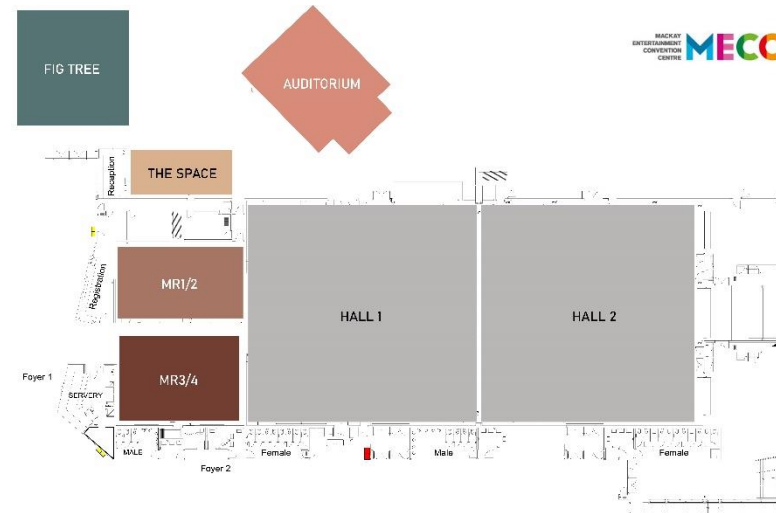 FIG TREE
AUDITORIUM
MACKAY
ENTERTAINMENT
CONVENTION
CENTRE
MECC
Reception
THE SPACE
Registration
MR1/2
HALL 1
HALL 2
MR3/4
Foyer 1
SERVERY
MALE
Female
Male
Female
Foyer 2